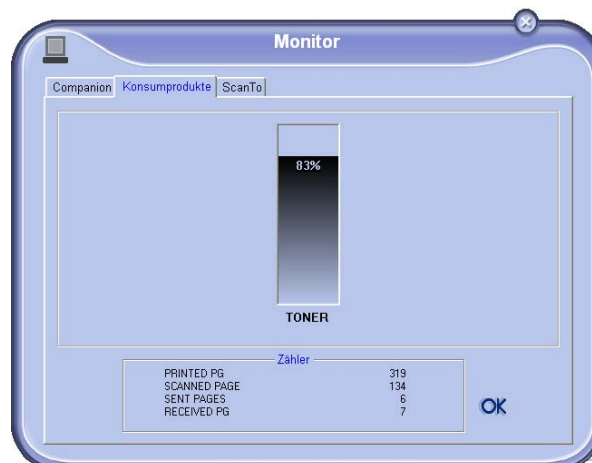 Monitor
Companion Konsumprodukte ScanTo
83%
TONER
Zähler
PRINTED PG 319
SCANNED PAGE 134
SENT PAGES 6
RECEIVED PG 7
OK